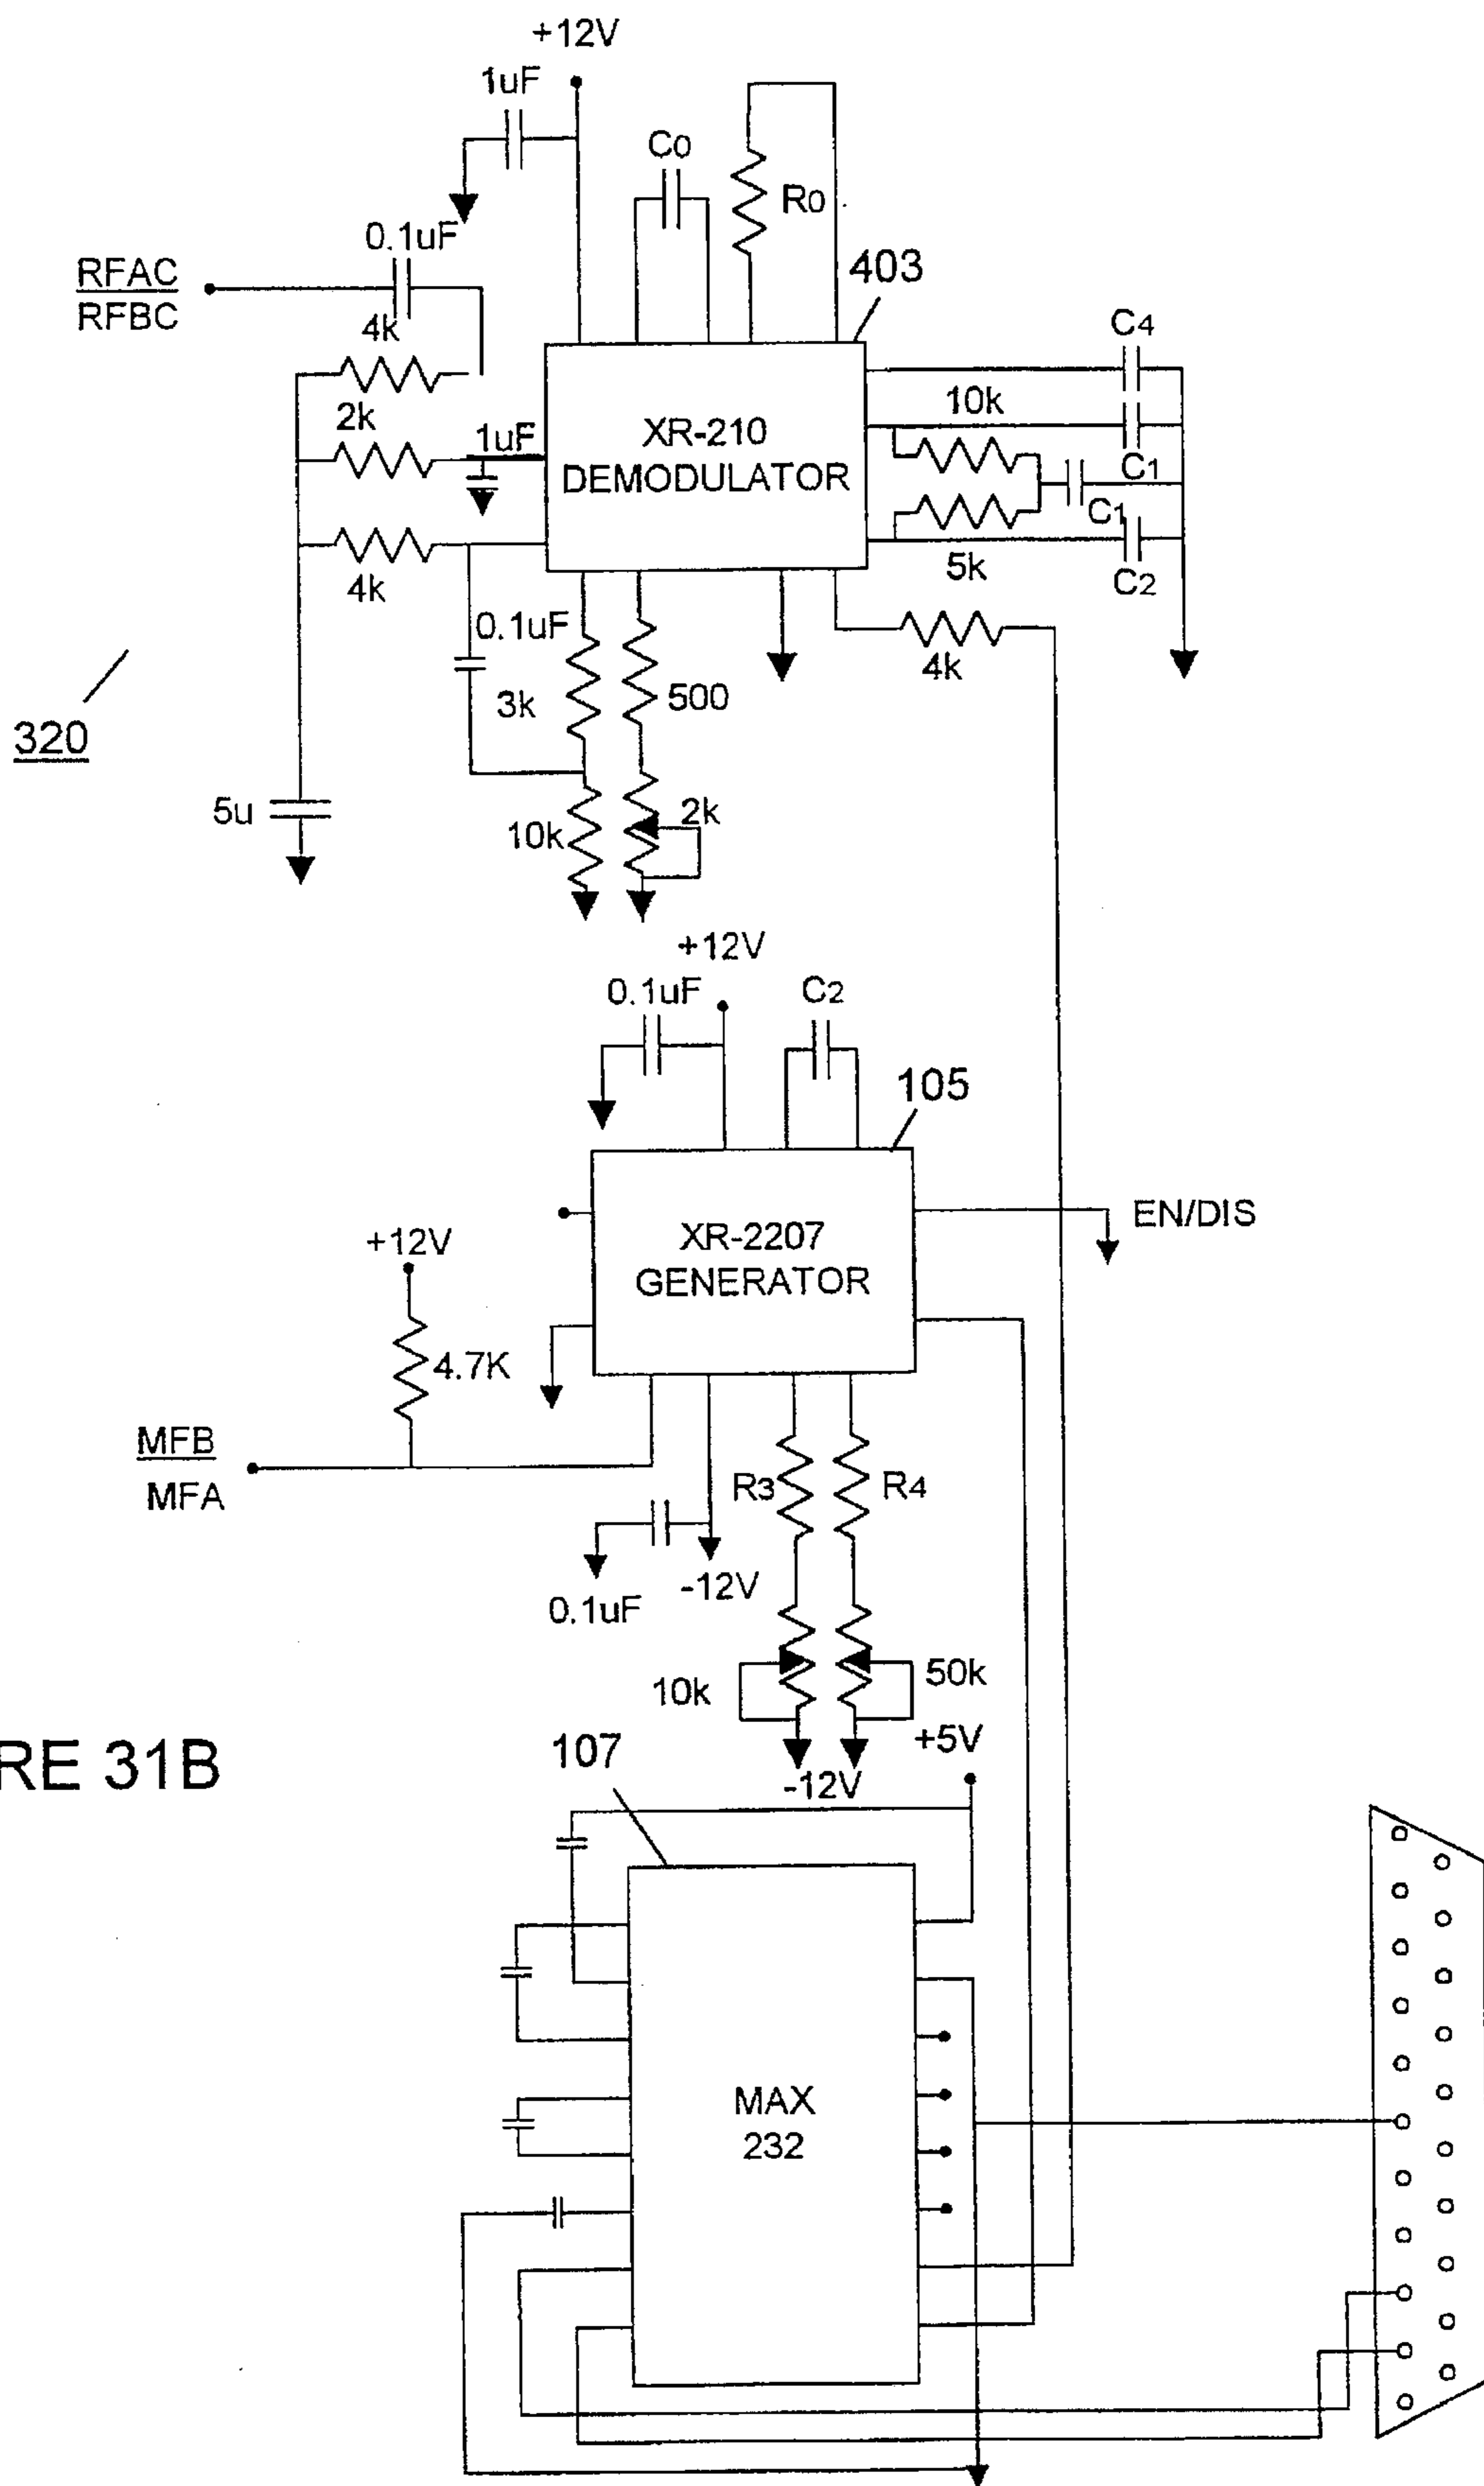 +12V
1uF
C0
R0
0.1uF
403
RFAC
RFBC
4k
C4
2k
10k
1uF
XR-210
DEMODULATOR
C1
C1
4k
5k
C2
0.1uF
4k
3k
500
320
5u
2k
10k
+12V
0.1uF
C2
105
EN/DIS
XR-2207
GENERATOR
+12V
4.7K
MFB
MFA
R3
R4
-12V
0.1uF
10k
50k
+5V
107
RE 31B
-12V
MAX
232